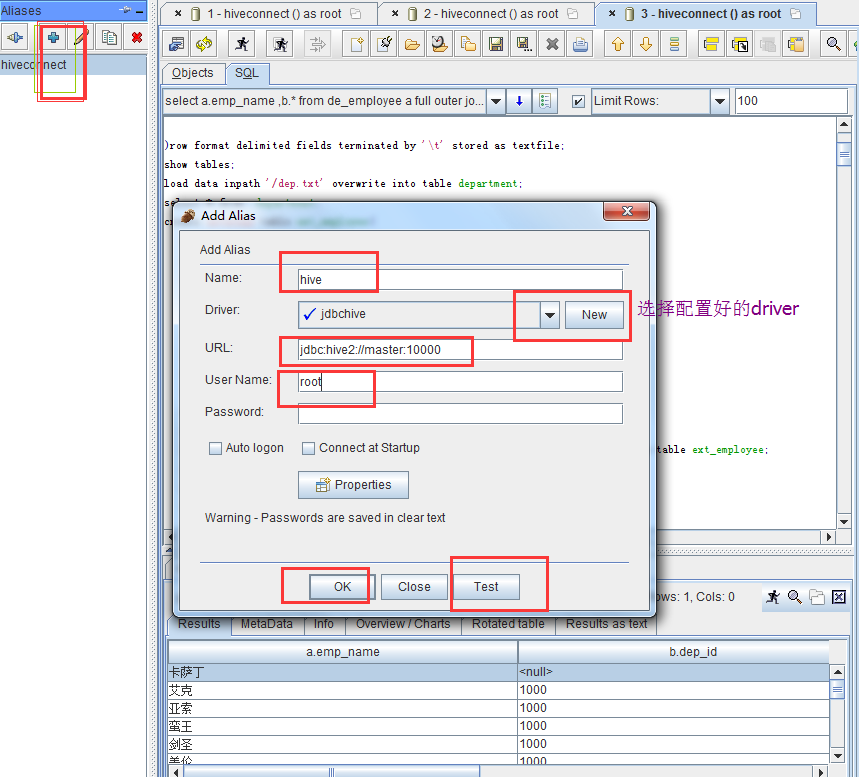 Aliases
hiveconnect
1 - hiveconnect () as root
2 - hiveconnect () as root
3 - hiveconnect () as root
Objects
SQL
select a.emp_name ,b.* from de_employee a full outer jo...
Limit Rows:
100
)row format delimited fields terminated by '\t' stored as textfile;
show tables;
load data inpath '/dep.txt' overwrite into table department;
Add Alias
Add Alias
Name:
hive
Driver:
jdbchive
New
选择配置好的driver
URL:
jdbc:hive2://master:10000
User Name:
root
Password:
Auto logon
Connect at Startup
table ext_employee;
Properties
Warning - Passwords are saved in clear text
OK
Close
Test
ows: 1, Cols: 0
Results
MetaData
Info
Overview / Charts
Rotated table
Results as text
a.emp_name
b.dep_id
卡萨丁
<null>
艾克
1000
亚索
1000
蛮王
1000
剑圣
1000
盖伦
1000